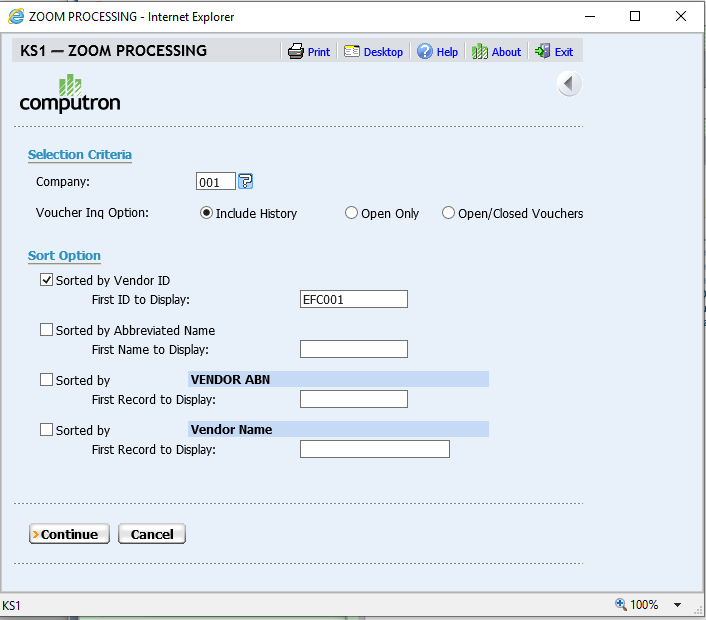 ZOOM PROCESSING - Internet Explorer
KS1 — ZOOM PROCESSING Print Desktop Help About Exit
computron
Selection Criteria
Company: 001
Voucher Inq Option: Include History Open Only Open/Closed Vouchers
Sort Option
Sorted by Vendor ID
First ID to Display: EFC001
Sorted by Abbreviated Name
First Name to Display:
Sorted by VENDOR ABN
First Record to Display:
Sorted by Vendor Name
First Record to Display:
Continue Cancel
KS1 100%